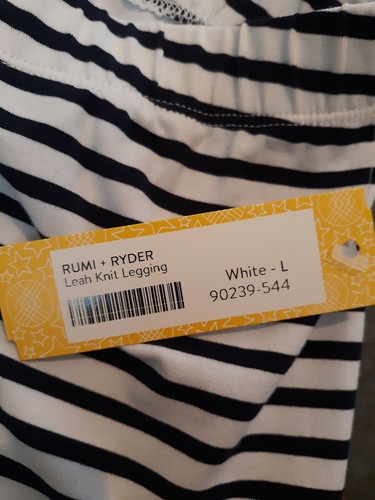 RUMI + RYDER
Leah Knit Legging
White - L
90239-544